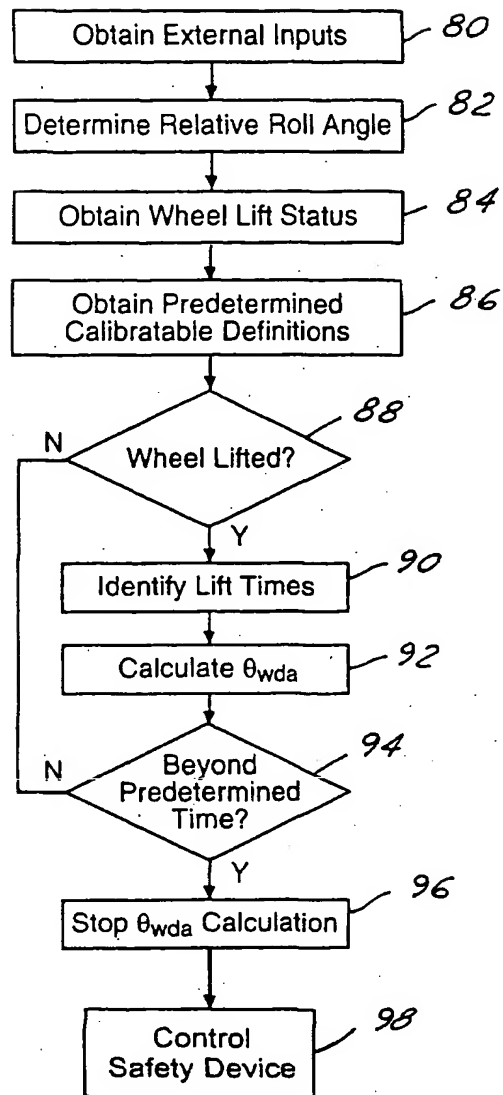 Obtain External Inputs 80
Determine Relative Roll Angle 82
Obtain Wheel Lift Status 84
Obtain Predetermined 86
Calibratable Definitions
88
N
Wheel Lifted?
Y
Identify Lift Times 90
Calculate θwda 92
94
Beyond
N
Predetermined
Time?
Y
96
Stop θwda Calculation
98
Control
Safety Device